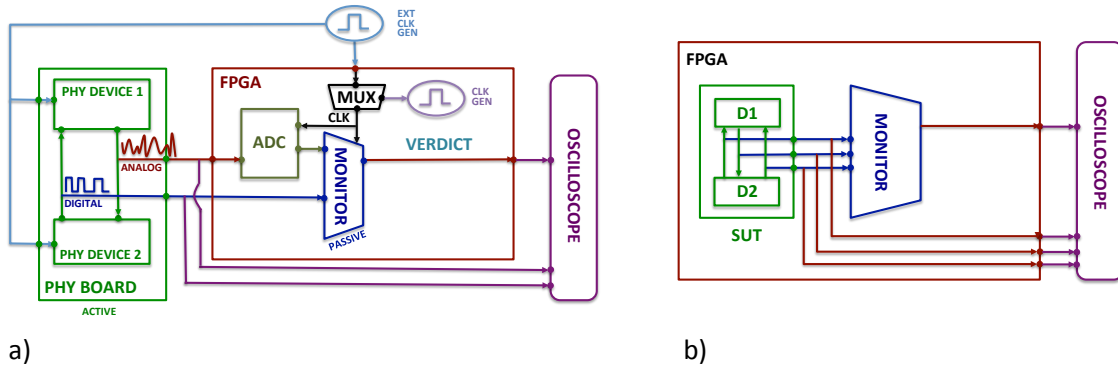 EXT
CLK
GEN
FPGA
PHY DEVICE 1
MUX
CLK
GEN
CLK
ADC
MONITOR
VERDICT
ANALOG
DIGITAL
PASSIVE
PHY DEVICE 2
PHY BOARD
ACTIVE
OSCILLOSCOPE
a)
FPGA
D1
D2
SUT
MONITOR
OSCILLOSCOPE
b)